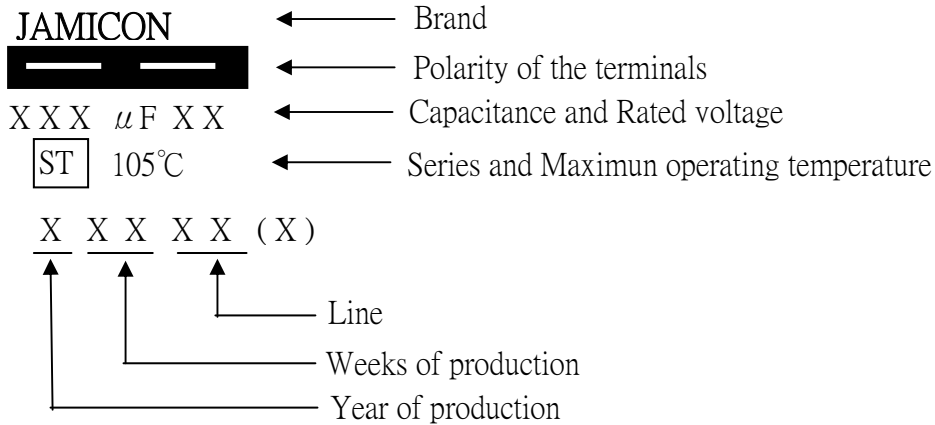 JAMICON Brand
Polarity of the terminals
X X X μF X X Capacitance and Rated voltage
ST 105℃ Series and Maximun operating temperature
X X X X X (X)
Line
Weeks of production
Year of production